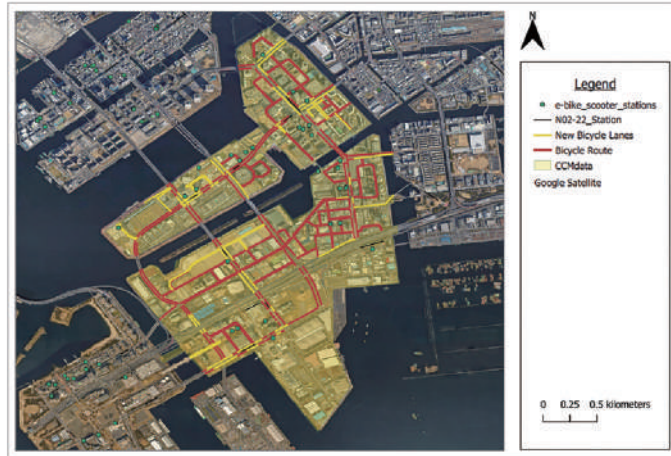 N
Legend
e-bike_scooter_stations
N02-22_Station
New Bicycle Lanes
Bicycle Route
CCMdata
Google Satellite
0 0.25 0.5 kilometers